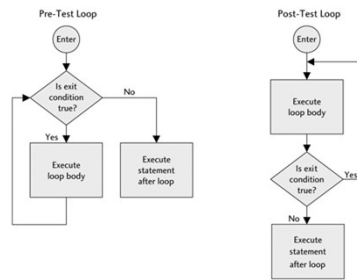 Pre-Test Loop
Enter
Is exit
condition
true?
No
Yes
Execute
loop body
Execute
statement
after loop
Post-Test Loop
Enter
Execute
loop body
Is exit
condition
true?
Yes
No
Execute
statement
after loop